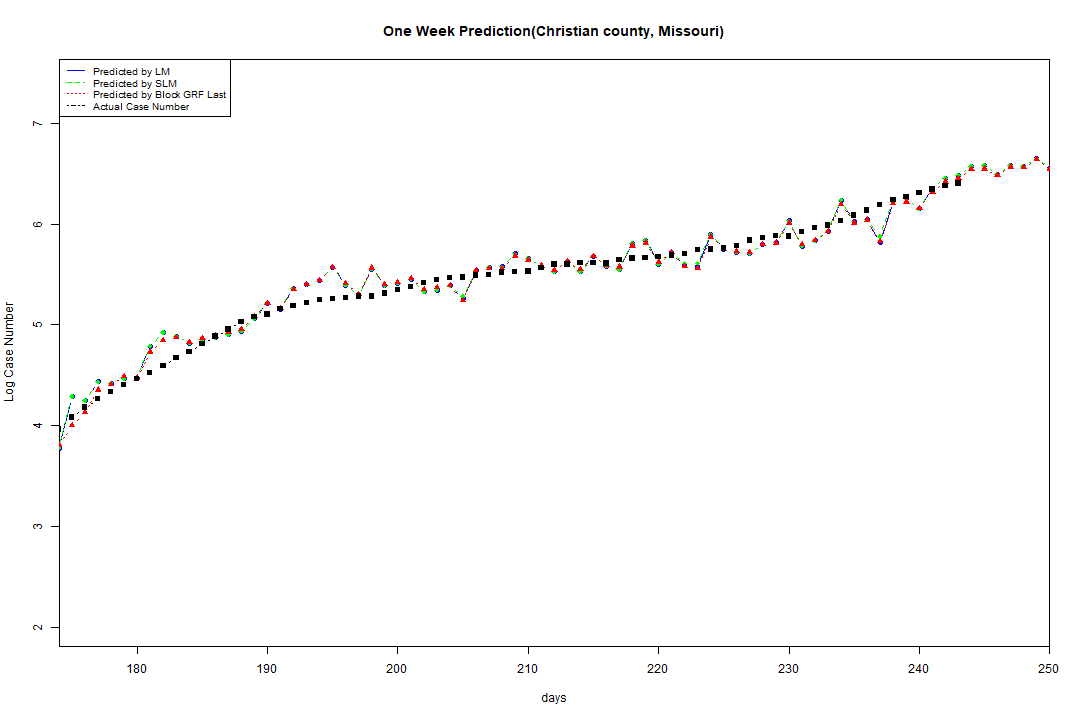 One Week Prediction(Christian county, Missouri)
Predicted by LM
Predicted by SLM
Predicted by Block GRF Last
Actual Case Number
7
6
5
4
3
2
Log Case Number
180 190 200 210 220 230 240 250
days